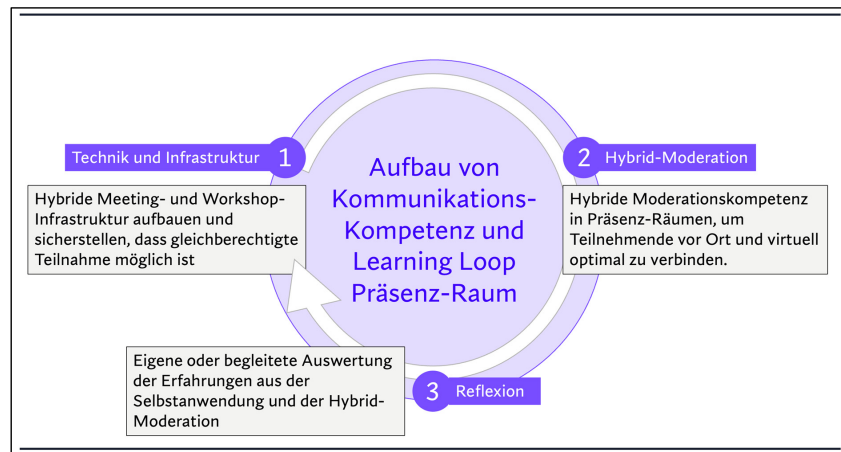 Aufbau von
Kommunikations-
Kompetenz und
Learning Loop
Präsenz-Raum
Technik und Infrastruktur 1
Hybride Meeting- und Workshop-
Infrastruktur aufbauen und
sicherstellen, dass gleichberechtigte
Teilnahme möglich ist
2 Hybrid-Moderation
Hybride Moderationskompetenz
in Präsenz-Räumen, um
Teilnehmende vor Ort und virtuell
optimal zu verbinden.
3 Reflexion
Eigene oder begleitete Auswertung
der Erfahrungen aus der
Selbstanwendung und der Hybrid-
Moderation